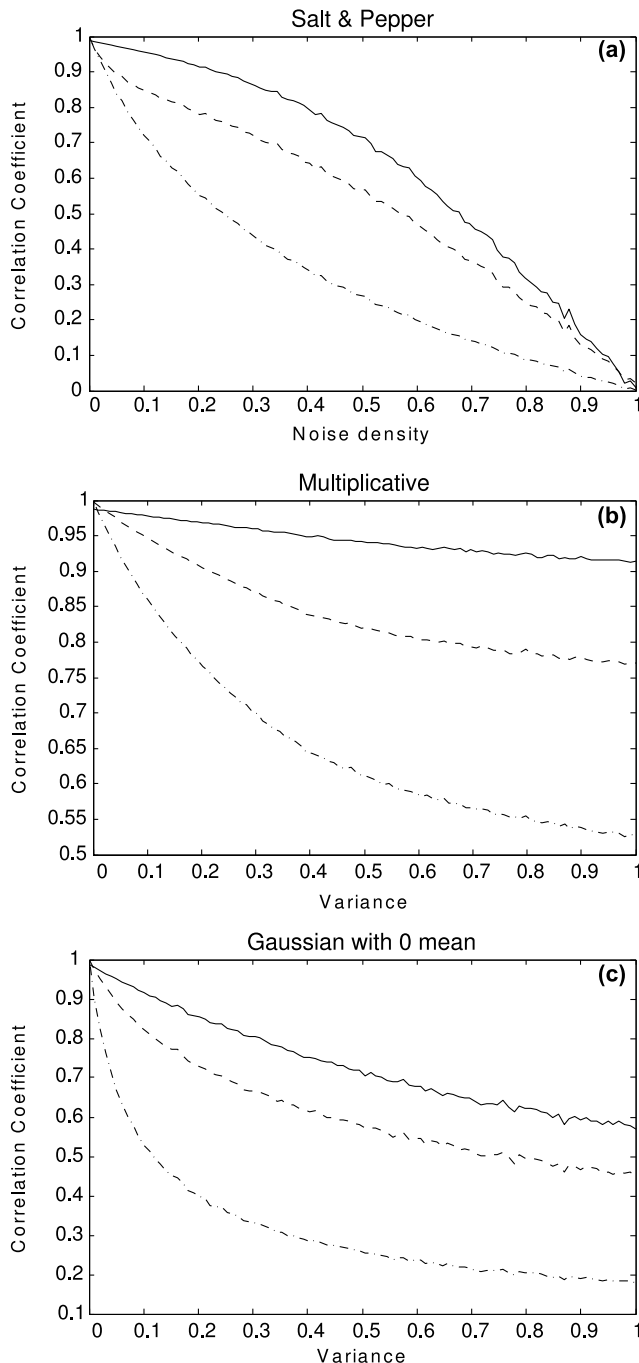 Salt & Pepper
(a)
Correlation Coefficient
1
0.9
0.8
0.7
0.6
0.5
0.4
0.3
0.2
0.1
0
0 0.1 0.2 0.3 0.4 0.5 0.6 0.7 0.8 0.9 1
Noise density
Multiplicative
(b)
Correlation Coefficient
1
0.95
0.9
0.85
0.8
0.75
0.7
0.65
0.6
0.55
0.5
0 0.1 0.2 0.3 0.4 0.5 0.6 0.7 0.8 0.9 1
Variance
Gaussian with 0 mean
(c)
Correlation Coefficient
1
0.9
0.8
0.7
0.6
0.5
0.4
0.3
0.2
0.1
0 0.1 0.2 0.3 0.4 0.5 0.6 0.7 0.8 0.9 1
Variance